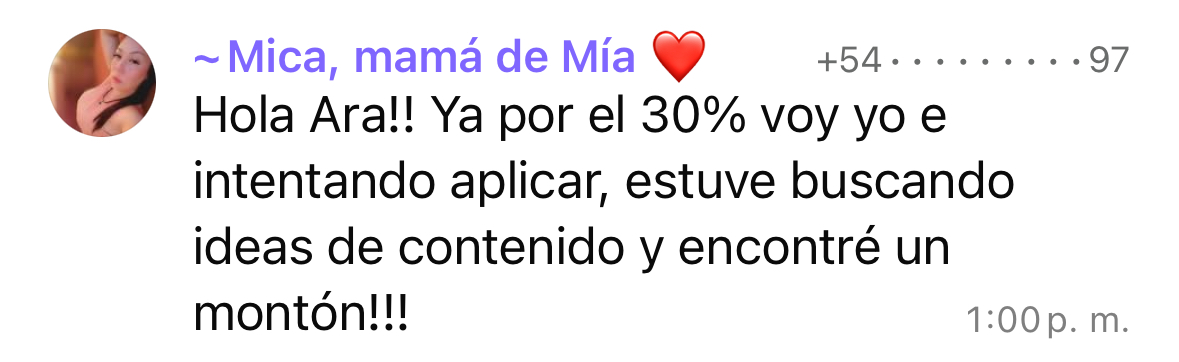 ~Mica, mamá de Mía ❤️ +54·········97
Hola Ara!! Ya por el 30% voy yo e
intentando aplicar, estuve buscando
ideas de contenido y encontré un
montón!!!
1:00 p. m.